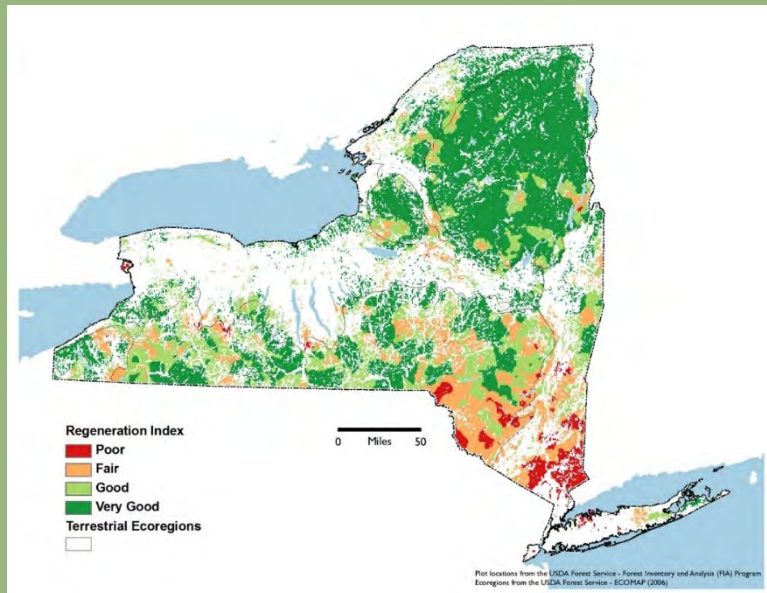 Regeneration Index
Poor
Fair
Good
Very Good
Terrestrial Ecoregions
0 Miles 50
Plot locations from the USDA Forest Service - Forest Inventory and Analysis (FIA) Program
Ecoregions from the USDA Forest Service - ECOMAP (2006)